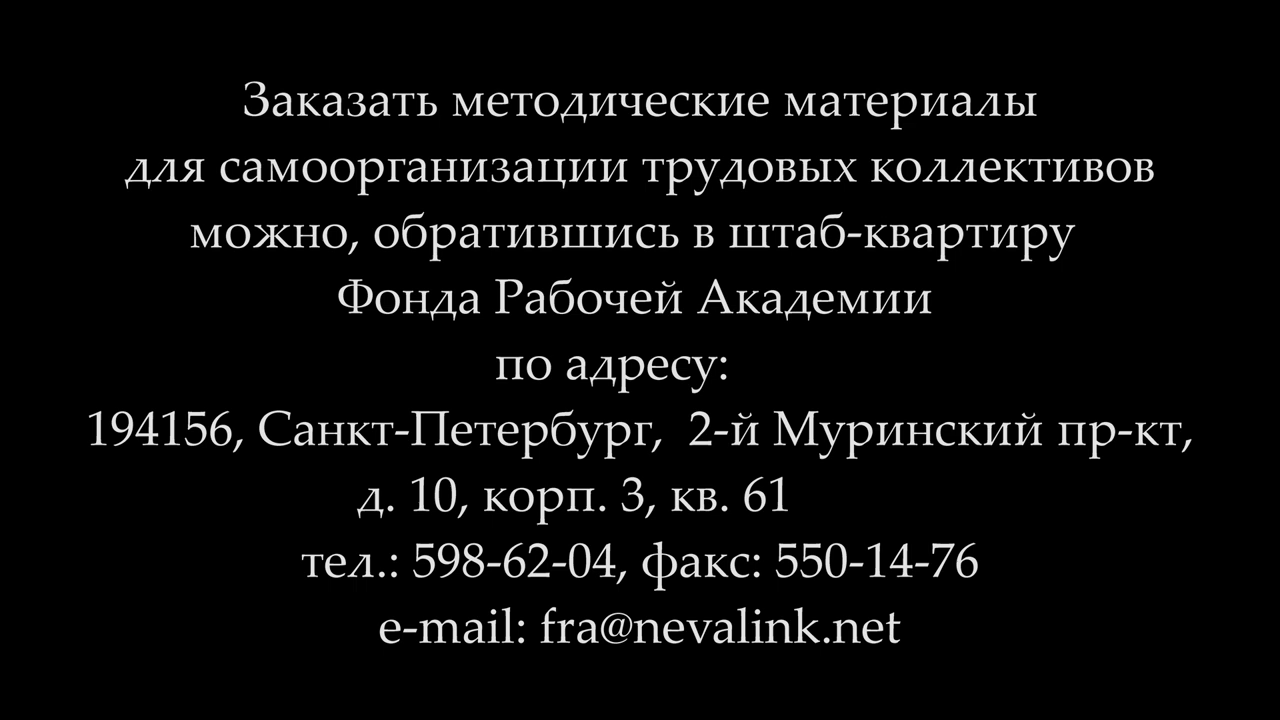 Заказать методические материалы
для самоорганизации трудовых коллективов
можно, обратившись в штаб-квартиру
Фонда Рабочей Академии
по адресу:
194156, Санкт-Петербург, 2-й Муринский пр-кт,
д. 10, корп. 3, кв. 61
тел.: 598-62-04, факс: 550-14-76
e-mail: fra@nevalink.net